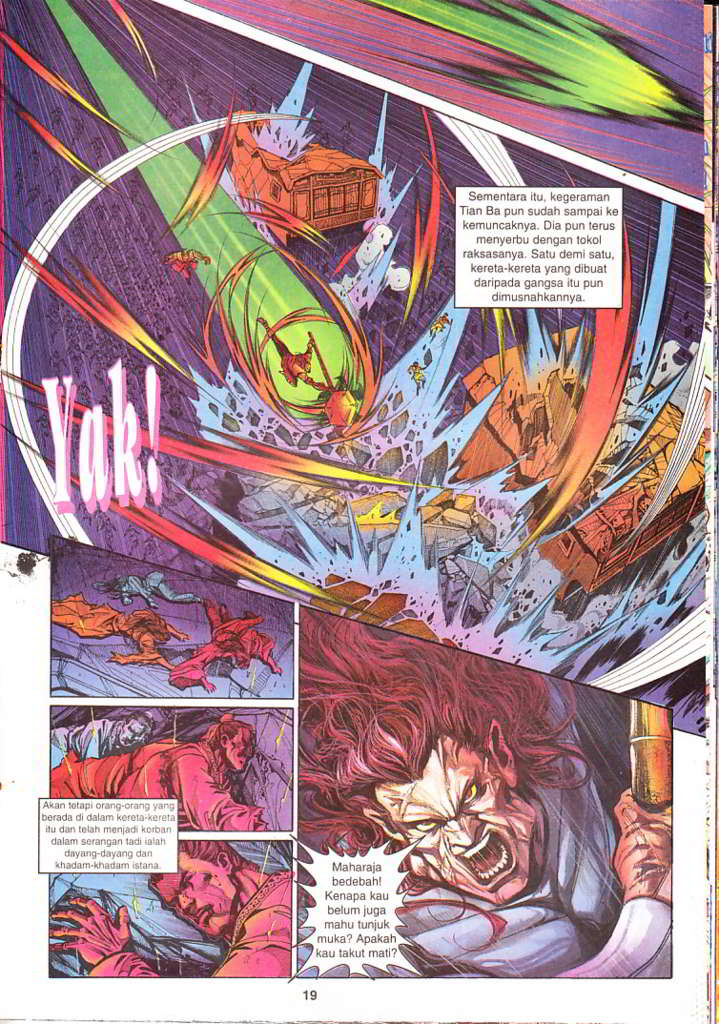 Sementara itu, kegeraman
Tian Ba pun sudah sampai ke
kemuncaknya. Dia pun terus
menyerbu dengan tokol
raksasanya. Satu demi satu,
kereta-kereta yang dibuat
daripada gangsa itu pun
dimusnahkannya.
Yak!
Akan tetapi orang-orang yang
berada di dalam kereta-kereta
itu dan telah menjadi korban
dalam serangan tadi ialah
dayang-dayang dan
khadam-khadam istana.
Maharaja
bedebah!
Kenapa kau
belum juga
mahu tunjuk
muka? Apakah
kau takut mati?
19